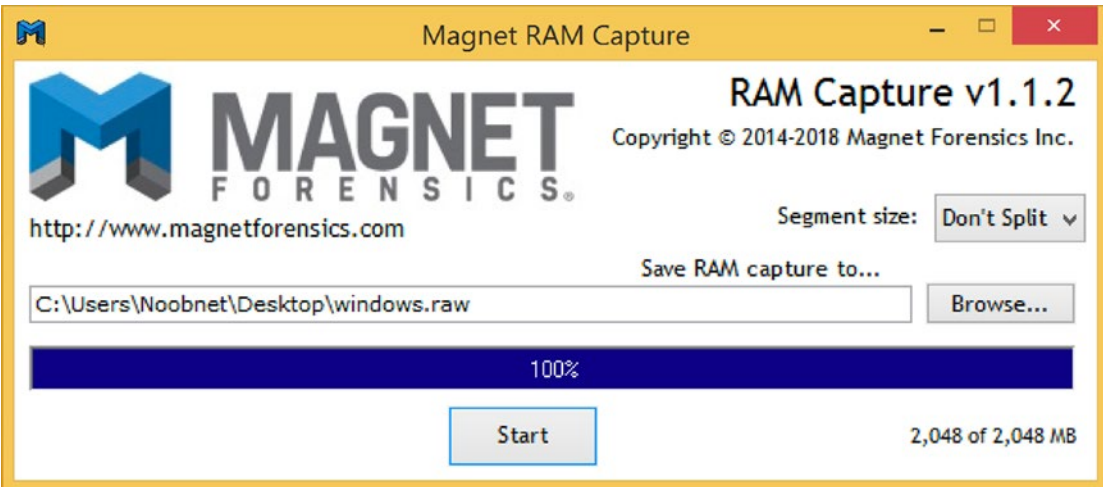 Magnet RAM Capture
MAGNET
FORENSICS®
RAM Capture v1.1.2
Copyright © 2014-2018 Magnet Forensics Inc.
http://www.magnetforensics.com
Segment size: Don't Split
Save RAM capture to...
C:\Users\Noobnet\Desktop\windows.raw Browse...
100%
Start 2,048 of 2,048 MB